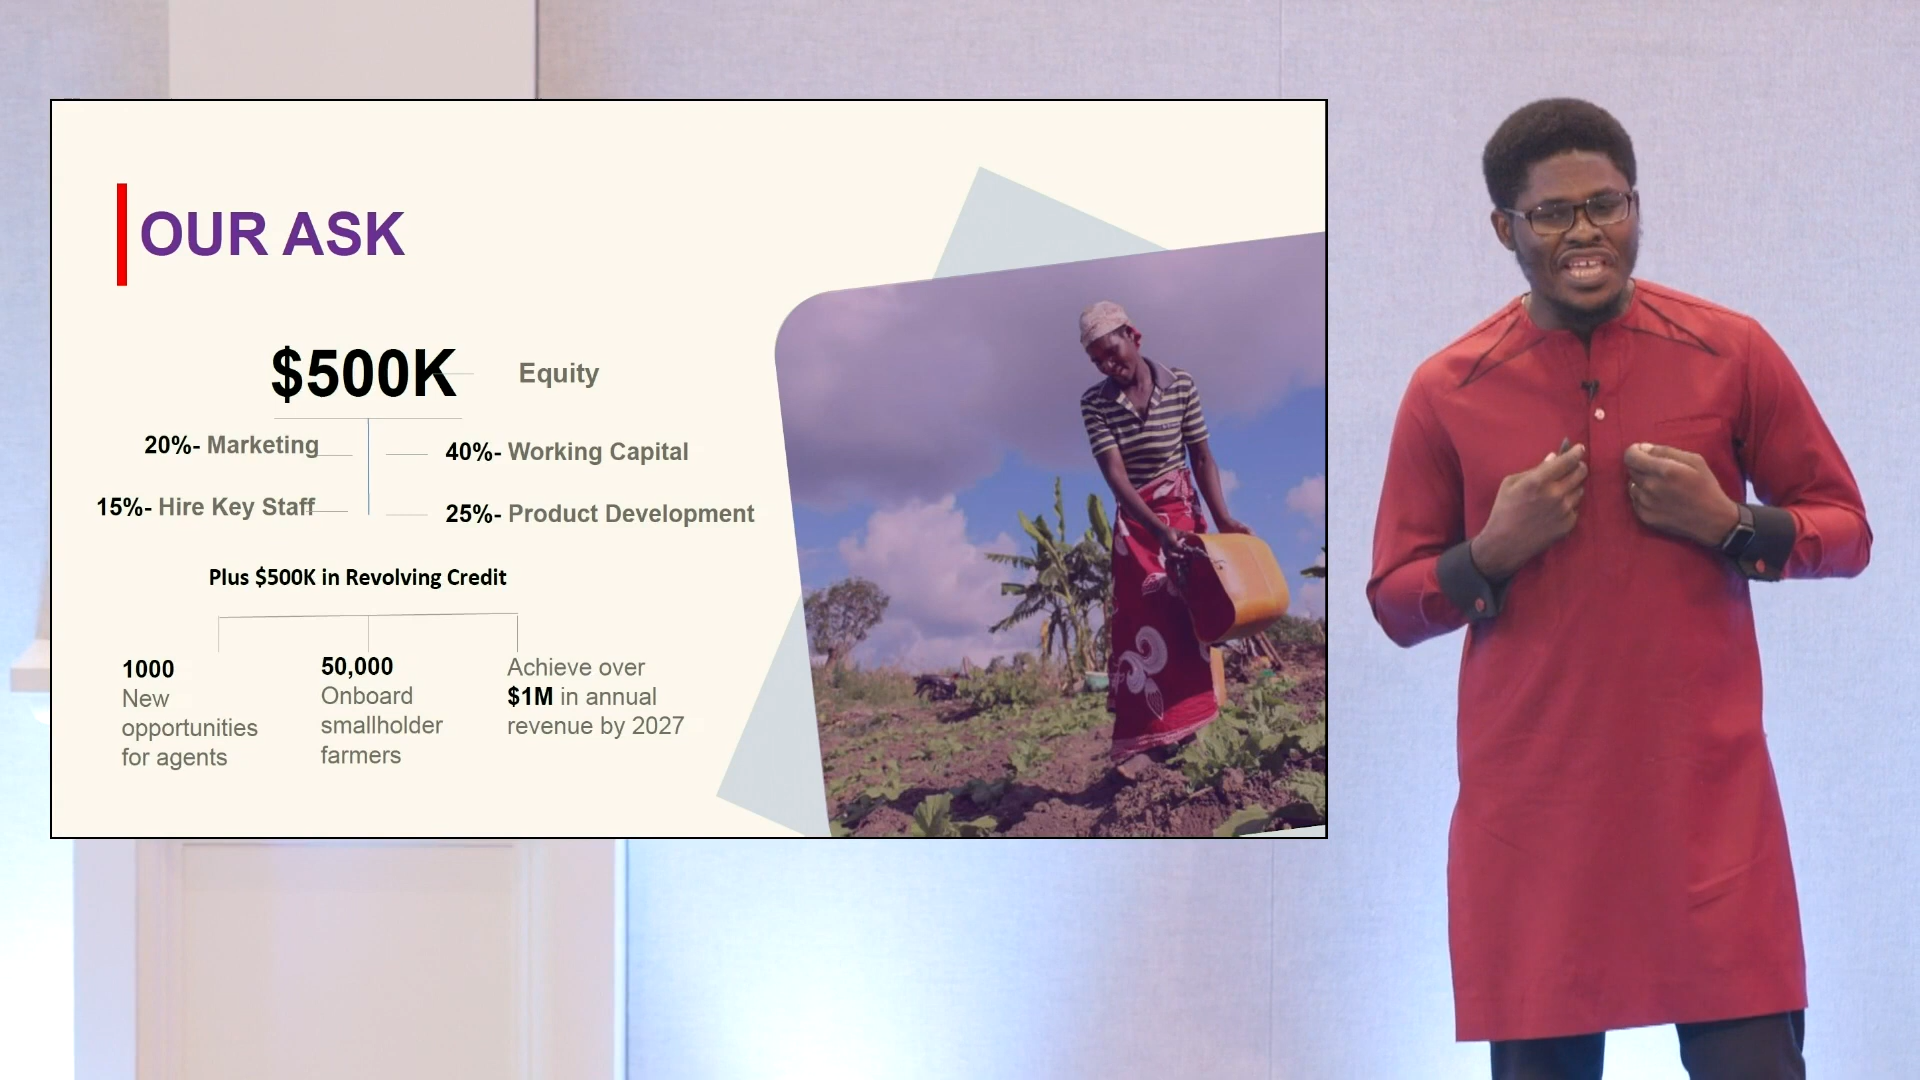 OUR ASK
$500K
Equity
20%- Marketing
40%- Working Capital
15%- Hire Key Staff
25%- Product Development
Plus $500K in Revolving Credit
1000
New
opportunities
for agents
50,000
Onboard
smallholder
farmers
Achieve over
$1M in annual
revenue by 2027